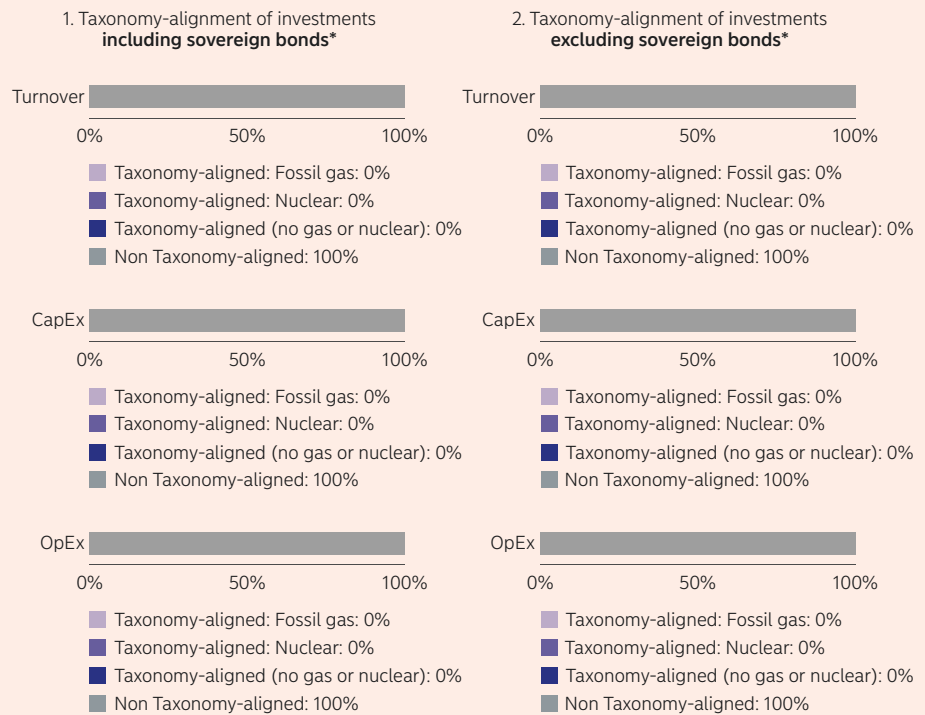 1. Taxonomy-alignment of investments
including sovereign bonds*
Turnover
0% 50% 100%
Taxonomy-aligned: Fossil gas: 0%
Taxonomy-aligned: Nuclear: 0%
Taxonomy-aligned (no gas or nuclear): 0%
Non Taxonomy-aligned: 100%
CapEx
0% 50% 100%
Taxonomy-aligned: Fossil gas: 0%
Taxonomy-aligned: Nuclear: 0%
Taxonomy-aligned (no gas or nuclear): 0%
Non Taxonomy-aligned: 100%
OpEx
0% 50% 100%
Taxonomy-aligned: Fossil gas: 0%
Taxonomy-aligned: Nuclear: 0%
Taxonomy-aligned (no gas or nuclear): 0%
Non Taxonomy-aligned: 100%
2. Taxonomy-alignment of investments
excluding sovereign bonds*
Turnover
0% 50% 100%
Taxonomy-aligned: Fossil gas: 0%
Taxonomy-aligned: Nuclear: 0%
Taxonomy-aligned (no gas or nuclear): 0%
Non Taxonomy-aligned: 100%
CapEx
0% 50% 100%
Taxonomy-aligned: Fossil gas: 0%
Taxonomy-aligned: Nuclear: 0%
Taxonomy-aligned (no gas or nuclear): 0%
Non Taxonomy-aligned: 100%
OpEx
0% 50% 100%
Taxonomy-aligned: Fossil gas: 0%
Taxonomy-aligned: Nuclear: 0%
Taxonomy-aligned (no gas or nuclear): 0%
Non Taxonomy-aligned: 100%